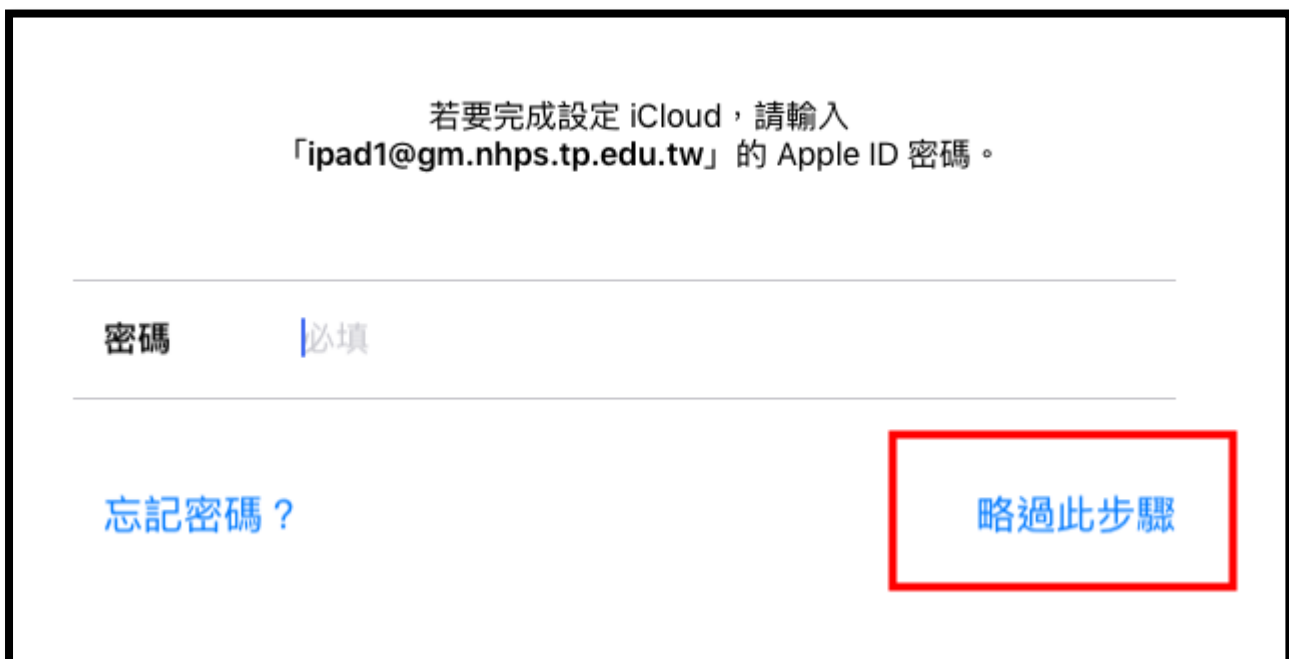 若要完成設定 iCloud，請輸入
「ipad1@gm.nhps.tp.edu.tw」的 Apple ID 密碼。
密碼 必填
忘記密碼？ 略過此步驟